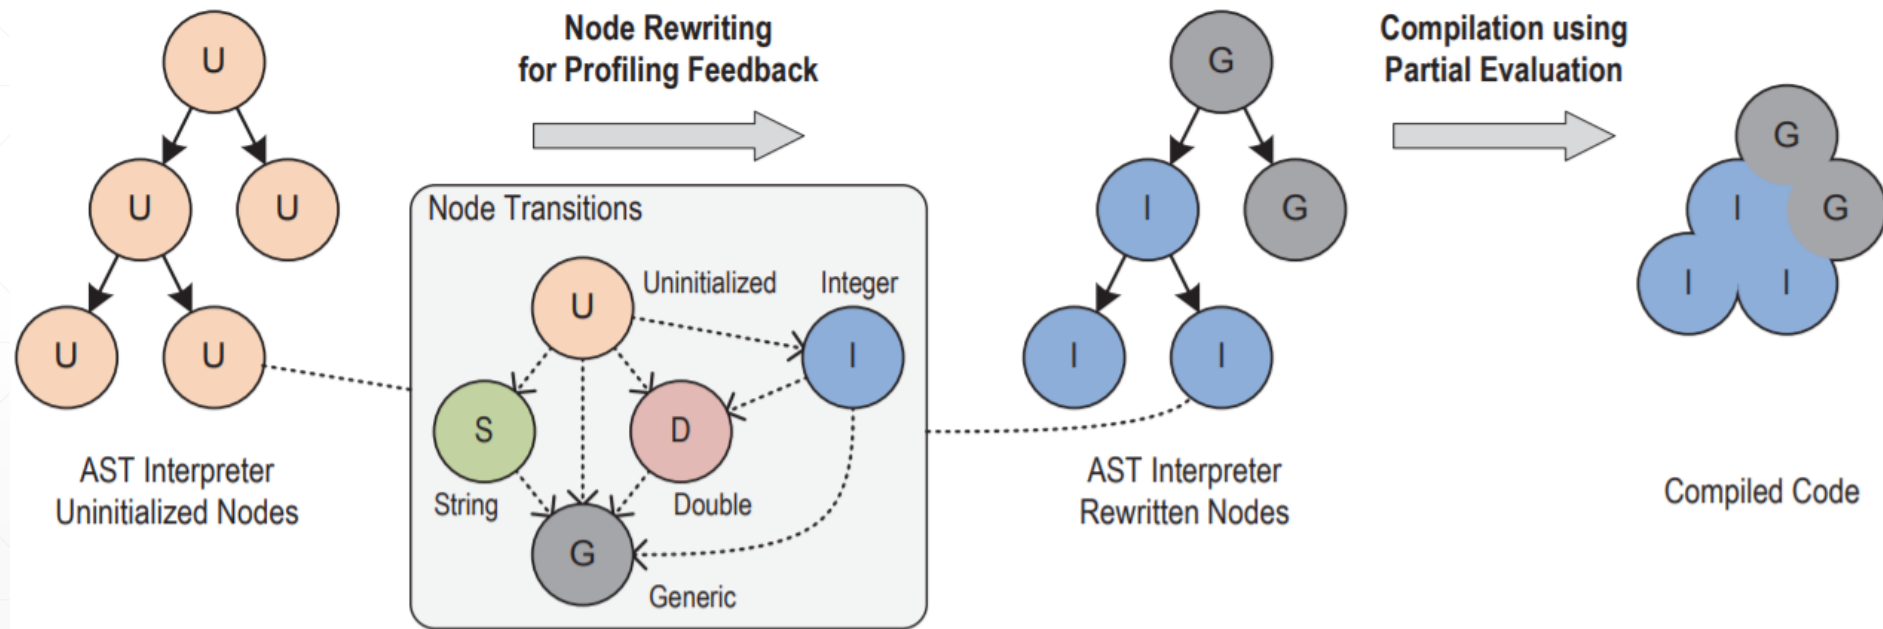 U
U
U
U
U
AST Interpreter
Uninitialized Nodes
Node Rewriting
for Profiling Feedback
Node Transitions
U
Uninitialized
Integer
I
S
String
D
Double
G
Generic
G
I
G
I
I
AST Interpreter
Rewritten Nodes
Compilation using
Partial Evaluation
G
I
G
I
I
Compiled Code